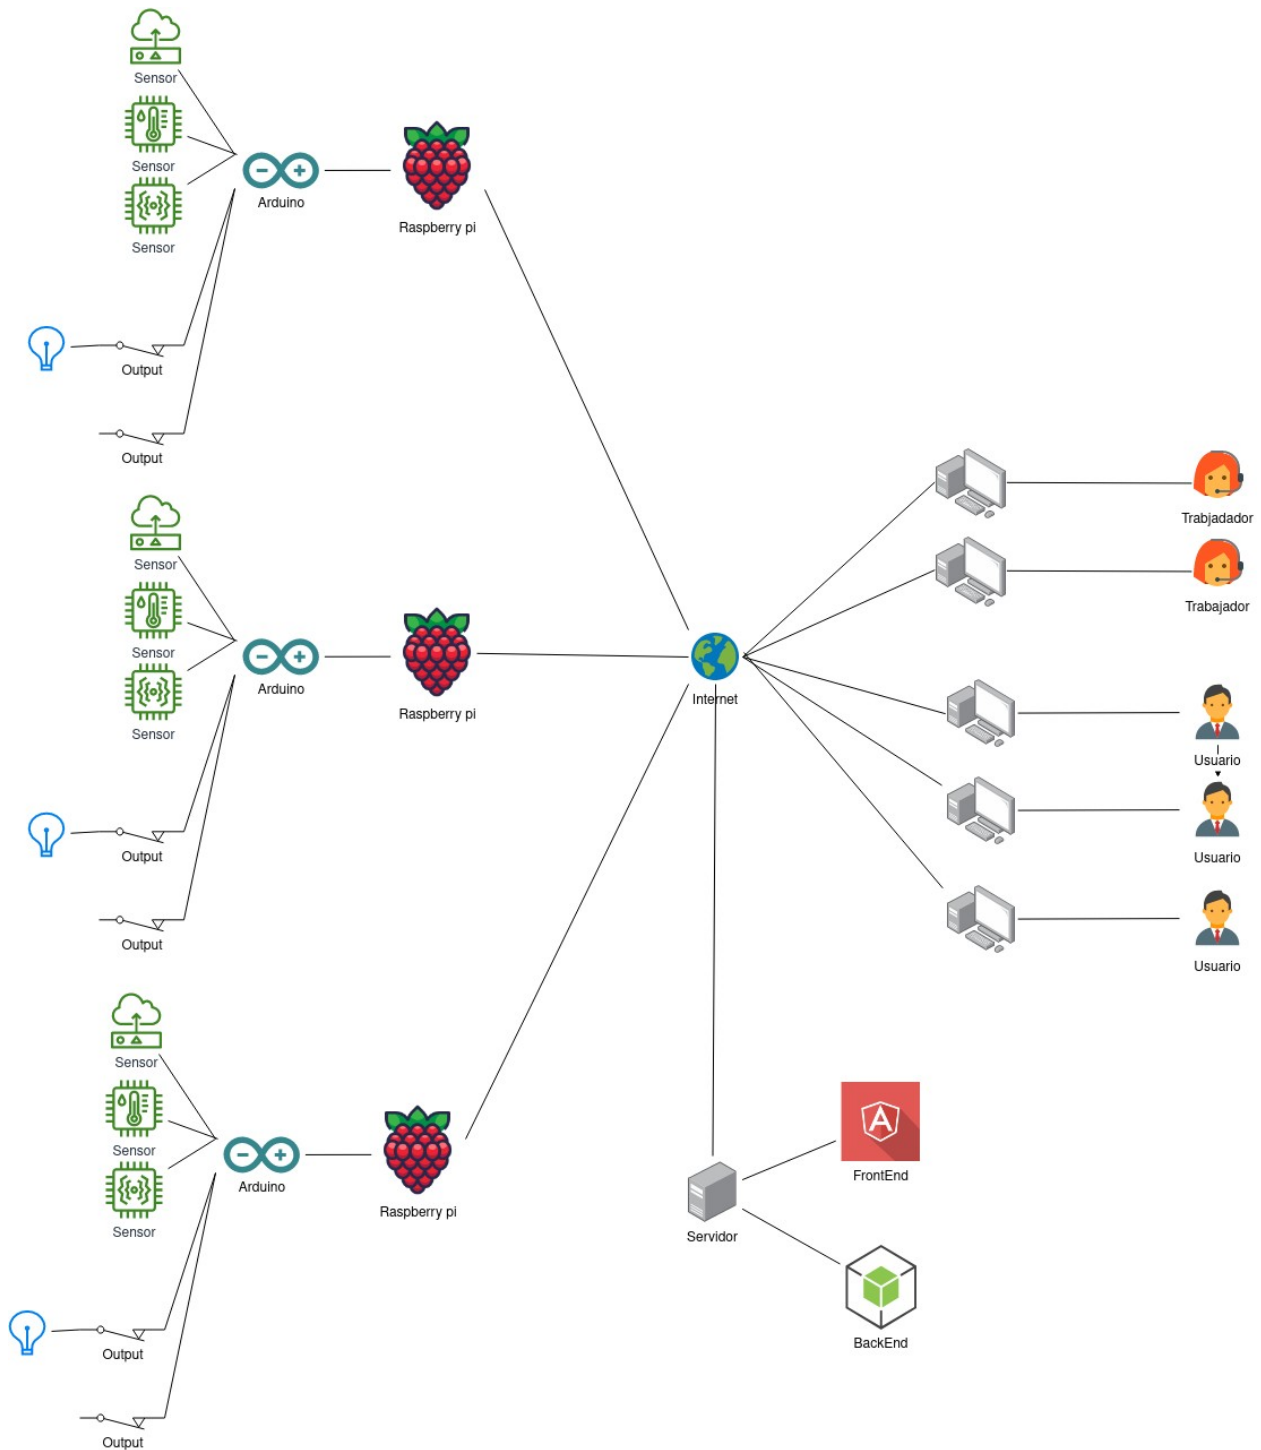 Sensor
Sensor
Arduino
Raspberry pi
Sensor
Output
Output
Trabjadador
Sensor
Trabajador
Sensor
Arduino
Internet
Raspberry pi
Sensor
Usuario
Output
Usuario
Output
Usuario
Sensor
Sensor
Arduino
Raspberry pi
Sensor
FrontEnd
Servidor
BackEnd
Output
Output